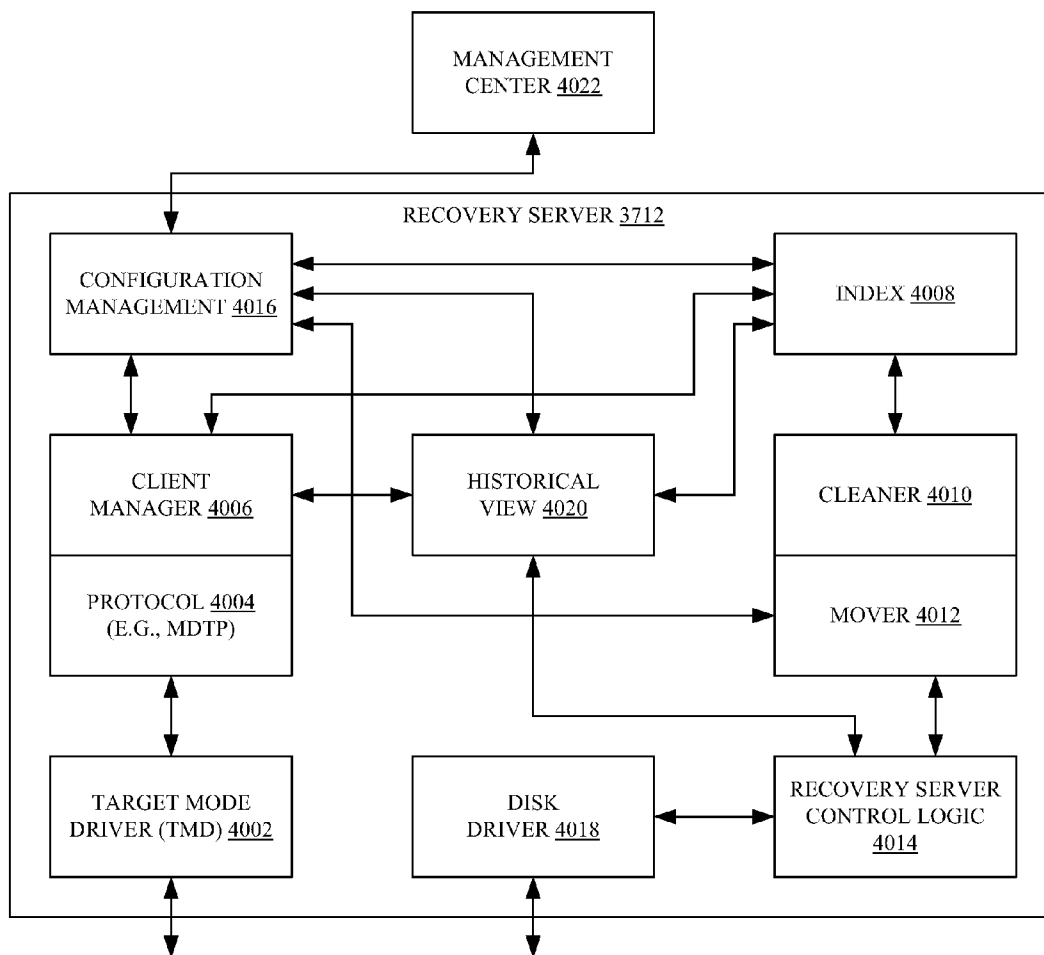 MANAGEMENT
CENTER 4022
RECOVERY SERVER 3712
CONFIGURATION
MANAGEMENT 4016
INDEX 4008
CLIENT
MANAGER 4006
HISTORICAL
VIEW 4020
CLEANER 4010
PROTOCOL 4004
(E.G., MDTP)
MOVER 4012
TARGET MODE
DRIVER (TMD) 4002
DISK
DRIVER 4018
RECOVERY SERVER
CONTROL LOGIC
4014